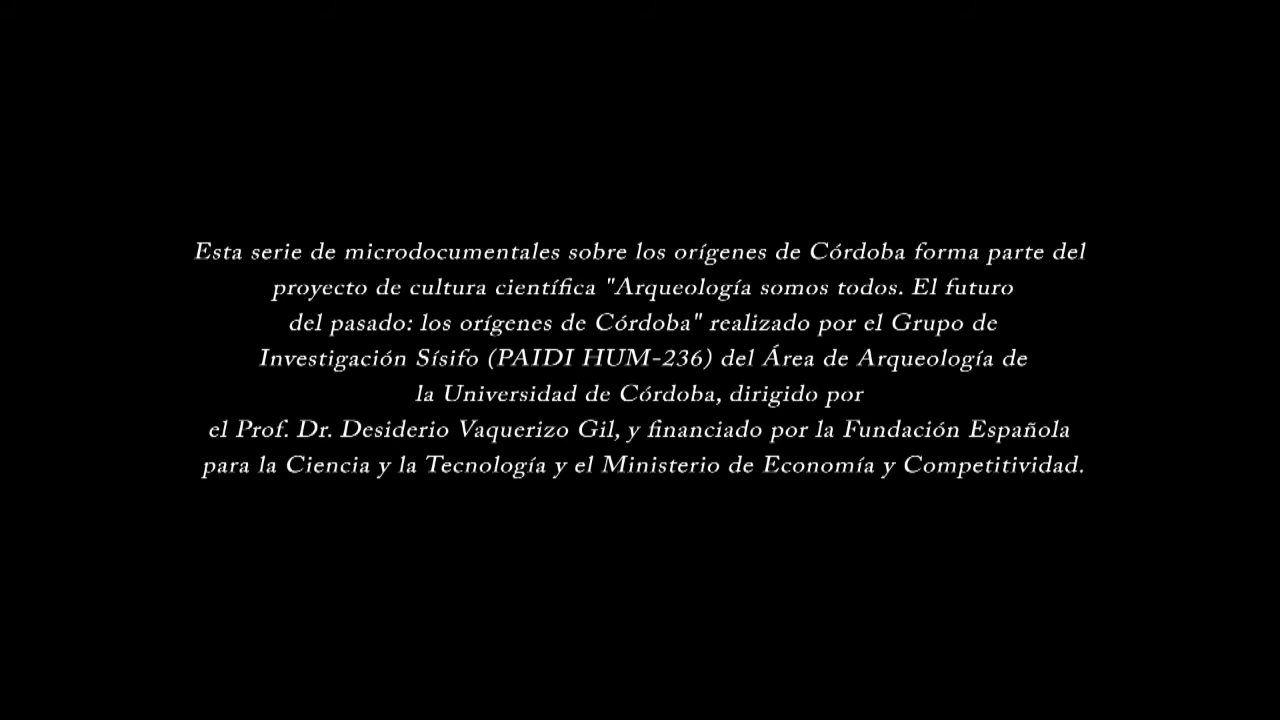 Esta serie de microdocumentales sobre los orígenes de Córdoba forma parte del
proyecto de cultura científica "Arqueología somos todos. El futuro
del pasado: los orígenes de Córdoba" realizado por el Grupo de
Investigación Sísifo (PAIDI HUM-236) del Área de Arqueología de
la Universidad de Córdoba, dirigido por
el Prof. Dr. Desiderio Vaquerizo Gil, y financiado por la Fundación Española
para la Ciencia y la Tecnología y el Ministerio de Economía y Competitividad.